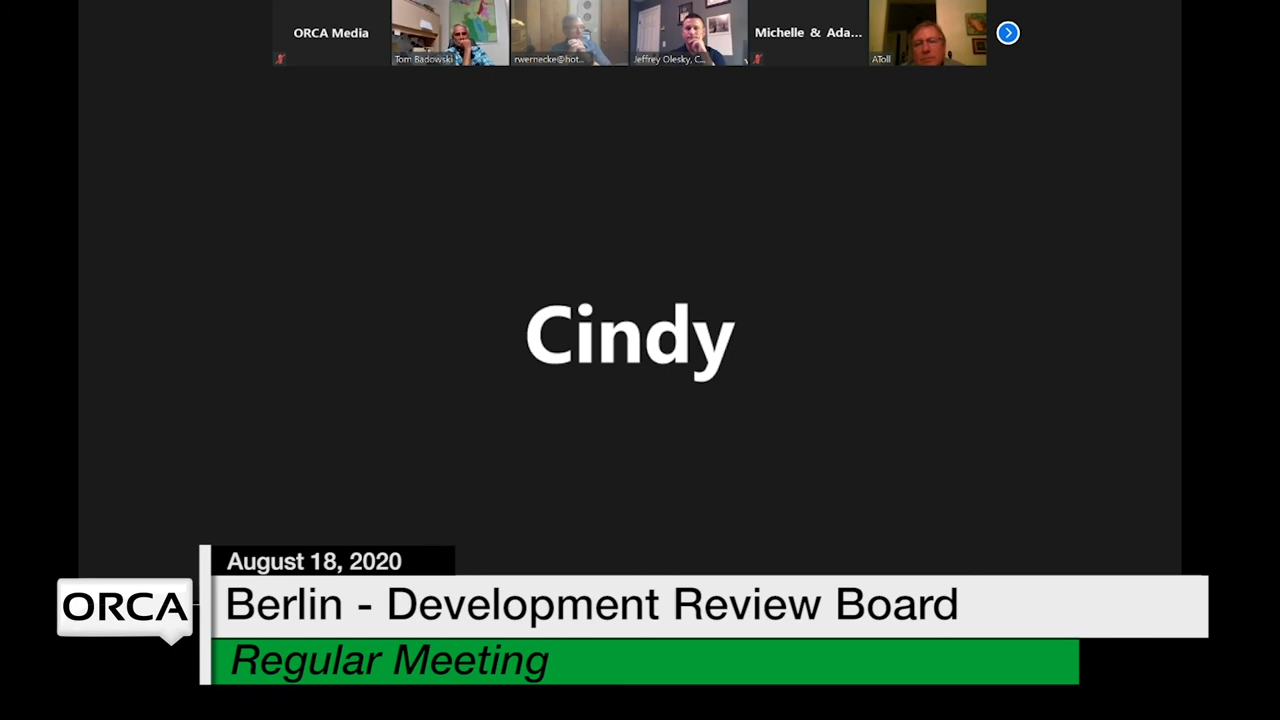 ORCA Media
Tom Badowski
rwernecke@hot...
Jeffrey Olesky, C...
Michelle & Ada...
AToll
Cindy
August 18, 2020
ORCA
Berlin - Development Review Board
Regular Meeting